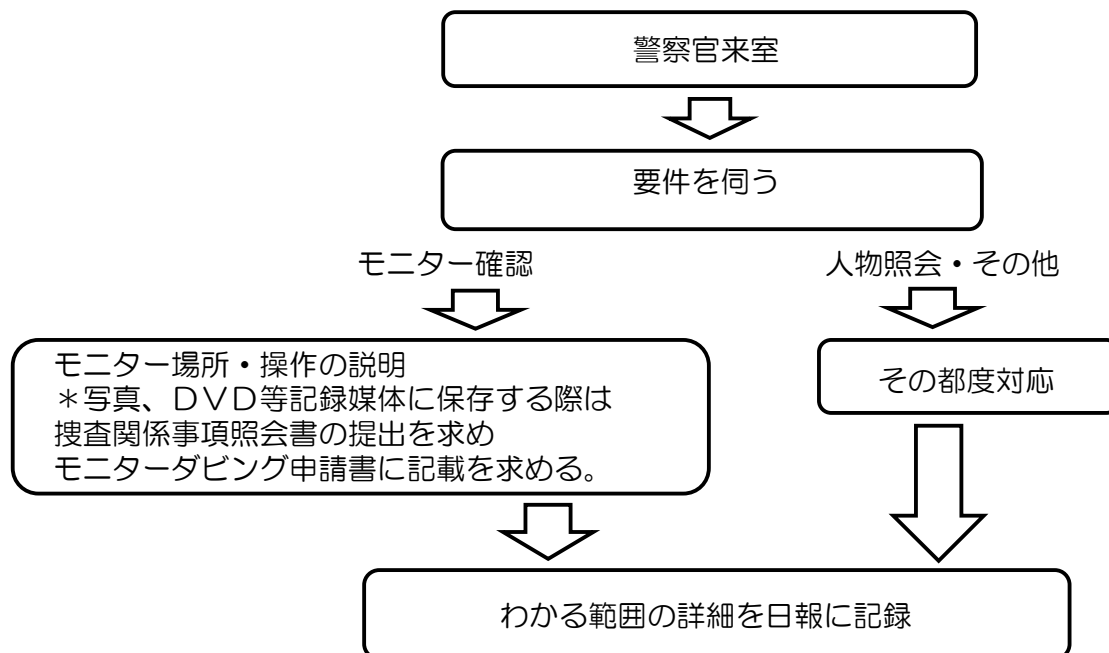 警察官来室
要件を伺う
モニター確認
人物照会・その他
モニター場所・操作の説明
＊写真、ＤＶＤ等記録媒体に保存する際は
捜査関係事項照会書の提出を求め
モニターダビング申請書に記載を求める。
その都度対応
わかる範囲の詳細を日報に記録